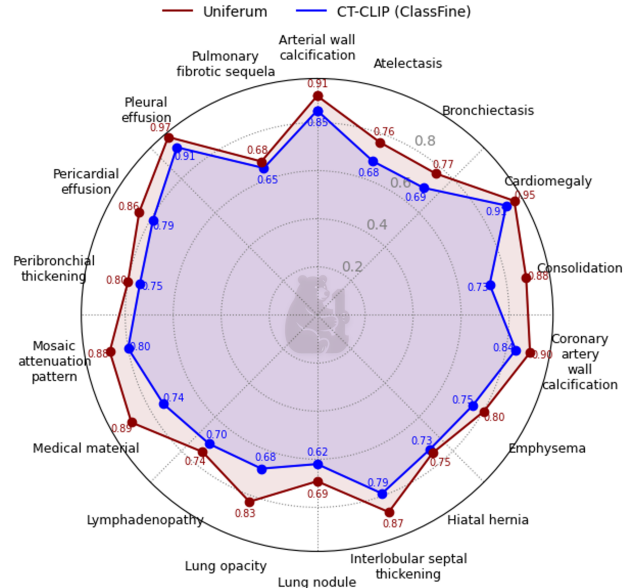 Uniferum
CT-CLIP (ClassFine)
Arterial wall
calcification
Atelectasis
Bronchiectasis
Cardiomegaly
Consolidation
Coronary
artery
wall
calcification
Emphysema
Hiatal hernia
Interlobular septal
thickening
Lung nodule
Lung opacity
Lymphadenopathy
Medical material
Mosaic
attenuation
pattern
Peribronchial
thickening
Pericardial
effusion
Pleural
effusion
Pulmonary
fibrotic sequela
0.2
0.4
0.6
0.8
0.91
0.76
0.77
0.95
0.88
0.90
0.80
0.75
0.87
0.69
0.83
0.74
0.89
0.88
0.80
0.86
0.97
0.68
0.85
0.68
0.69
0.91
0.73
0.84
0.75
0.73
0.79
0.62
0.68
0.70
0.74
0.80
0.75
0.79
0.91
0.65